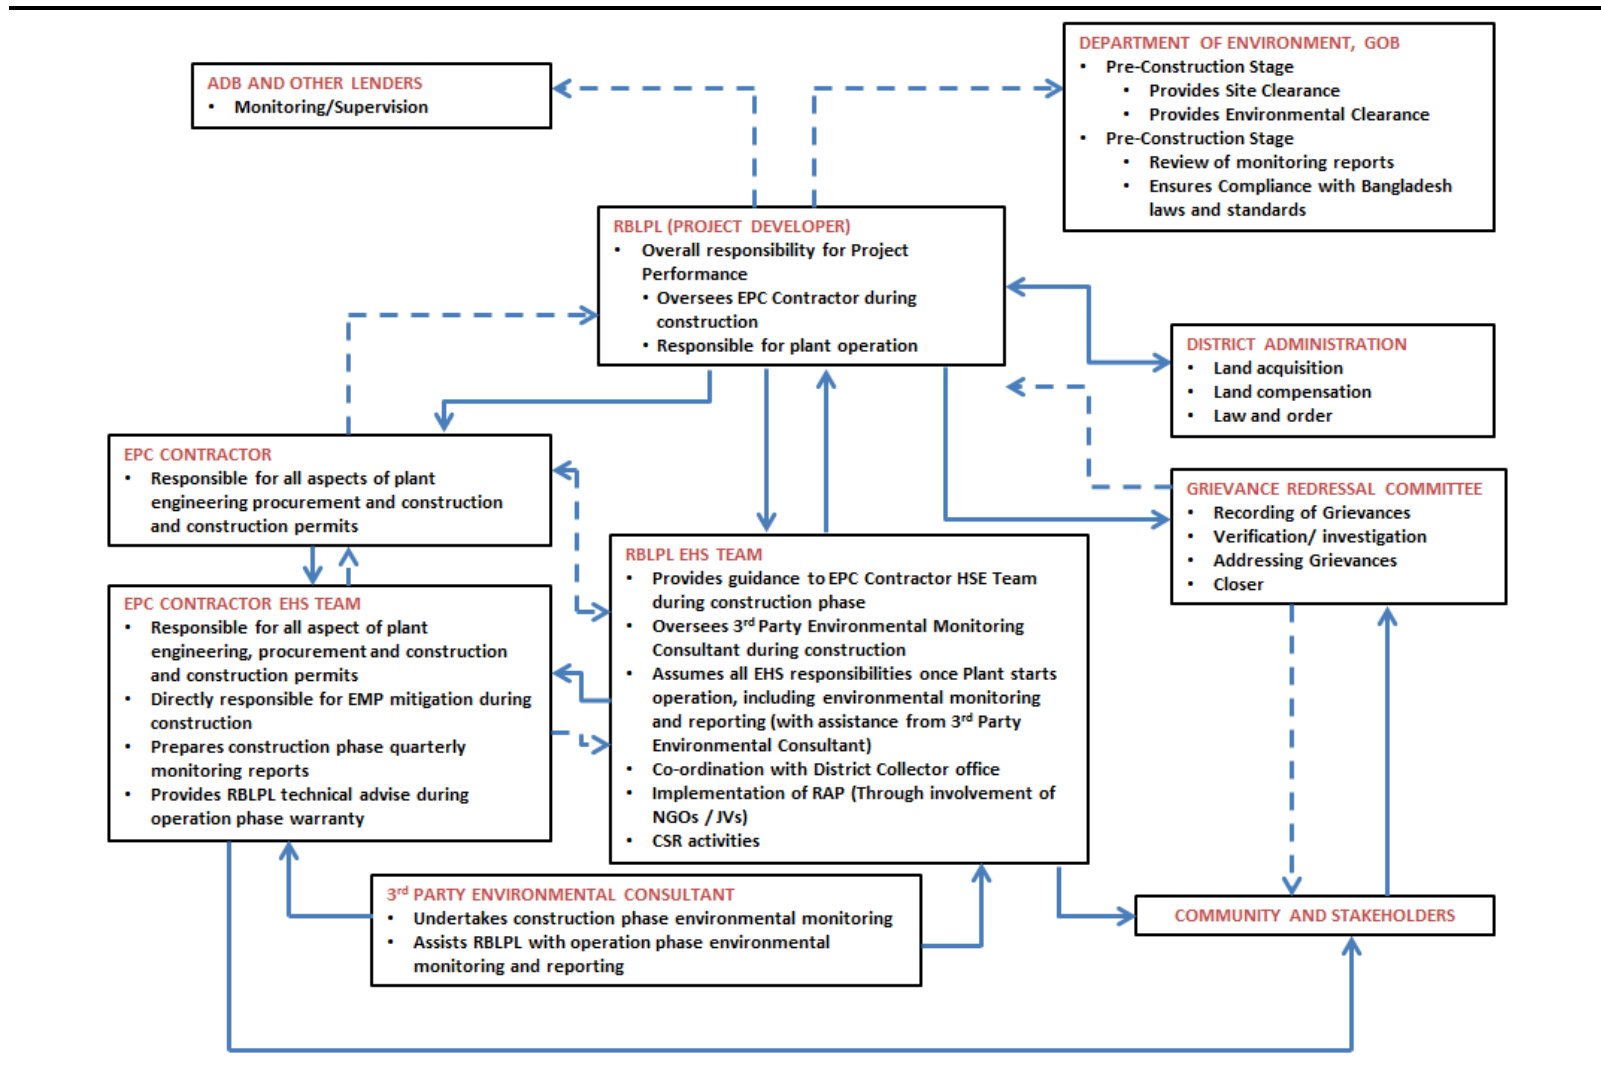 ADB AND OTHER LENDERS
• Monitoring/Supervision
DEPARTMENT OF ENVIRONMENT, GOB
• Pre-Construction Stage
• Provides Site Clearance
• Provides Environmental Clearance
• Pre-Construction Stage
• Review of monitoring reports
• Ensures Compliance with Bangladesh
laws and standards
RBLPL (PROJECT DEVELOPER)
• Overall responsibility for Project
Performance
• Oversees EPC Contractor during
construction
• Responsible for plant operation
DISTRICT ADMINISTRATION
• Land acquisition
• Land compensation
• Law and order
EPC CONTRACTOR
• Responsible for all aspects of plant
engineering procurement and construction
and construction permits
GRIEVANCE REDRESSAL COMMITTEE
• Recording of Grievances
• Verification/ investigation
• Addressing Grievances
• Closer
RBLPL EHS TEAM
• Provides guidance to EPC Contractor HSE Team
during construction phase
• Oversees 3rd Party Environmental Monitoring
Consultant during construction
• Assumes all EHS responsibilities once Plant starts
operation, including environmental monitoring
and reporting (with assistance from 3rd Party
Environmental Consultant)
• Co-ordination with District Collector office
• Implementation of RAP (Through involvement of
NGOs / JVs)
• CSR activities
EPC CONTRACTOR EHS TEAM
• Responsible for all aspect of plant
engineering, procurement and construction
and construction permits
• Directly responsible for EMP mitigation during
construction
• Prepares construction phase quarterly
monitoring reports
• Provides RBLPL technical advise during
operation phase warranty
3rd PARTY ENVIRONMENTAL CONSULTANT
• Undertakes construction phase environmental monitoring
• Assists RBLPL with operation phase environmental
monitoring and reporting
COMMUNITY AND STAKEHOLDERS